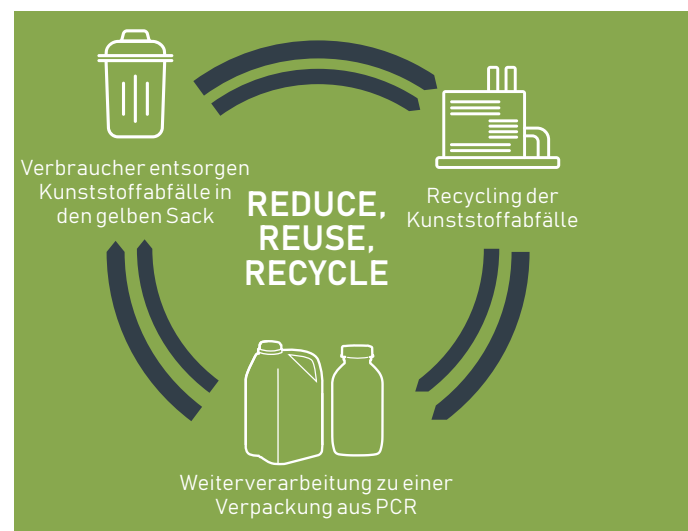 Verbraucher entsorgen
Kunststoffabfälle in
den gelben Sack
REDUCE,
REUSE,
RECYCLE
Recycling der
Kunststoffabfälle
Weiterverarbeitung zu einer
Verpackung aus PCR